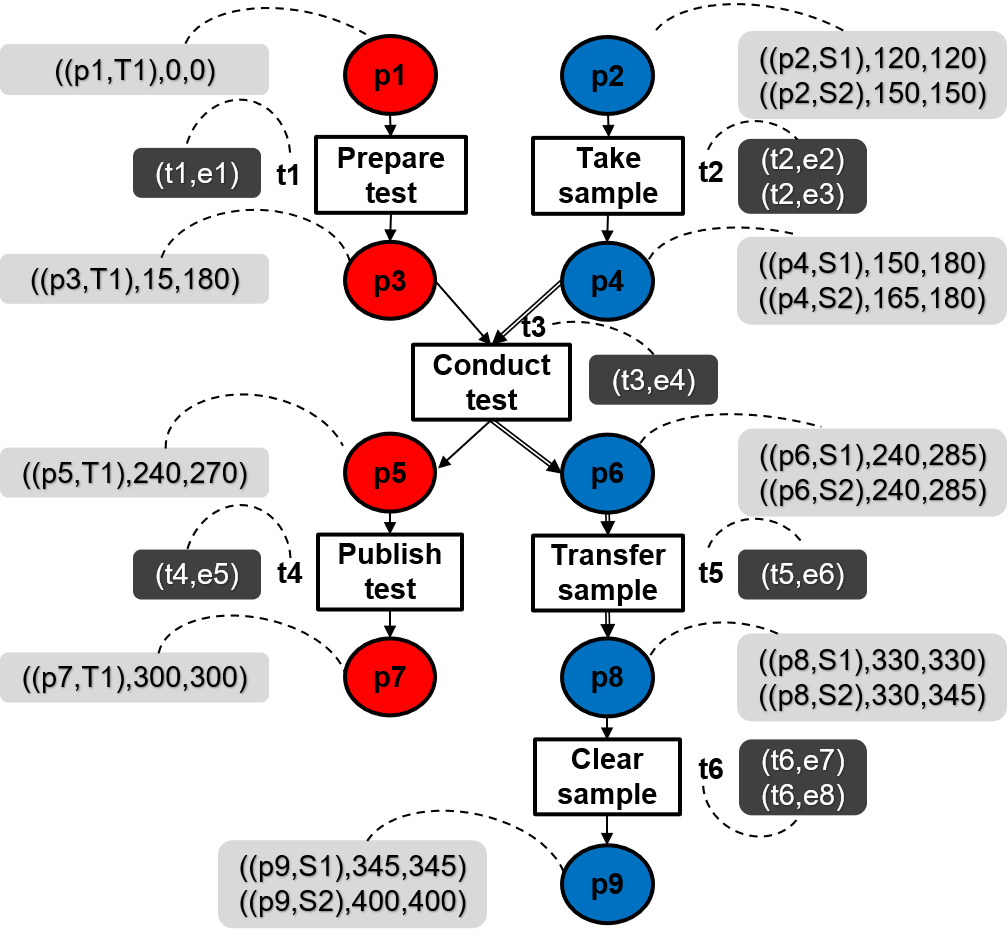 p1
p2
((p1,T1),0,0)
((p2,S1),120,120)
((p2,S2),150,150)
Prepare
test
t1
(t1,e1)
Take
sample
t2
(t2,e2)
(t2,e3)
((p3,T1),15,180)
p3
p4
((p4,S1),150,180)
((p4,S2),165,180)
t3
Conduct
test
(t3,e4)
((p5,T1),240,270)
p5
p6
((p6,S1),240,285)
((p6,S2),240,285)
(t4,e5)
t4
Publish
test
Transfer
sample
t5
(t5,e6)
((p7,T1),300,300)
p7
p8
((p8,S1),330,330)
((p8,S2),330,345)
Clear
sample
t6
(t6,e7)
(t6,e8)
((p9,S1),345,345)
((p9,S2),400,400)
p9